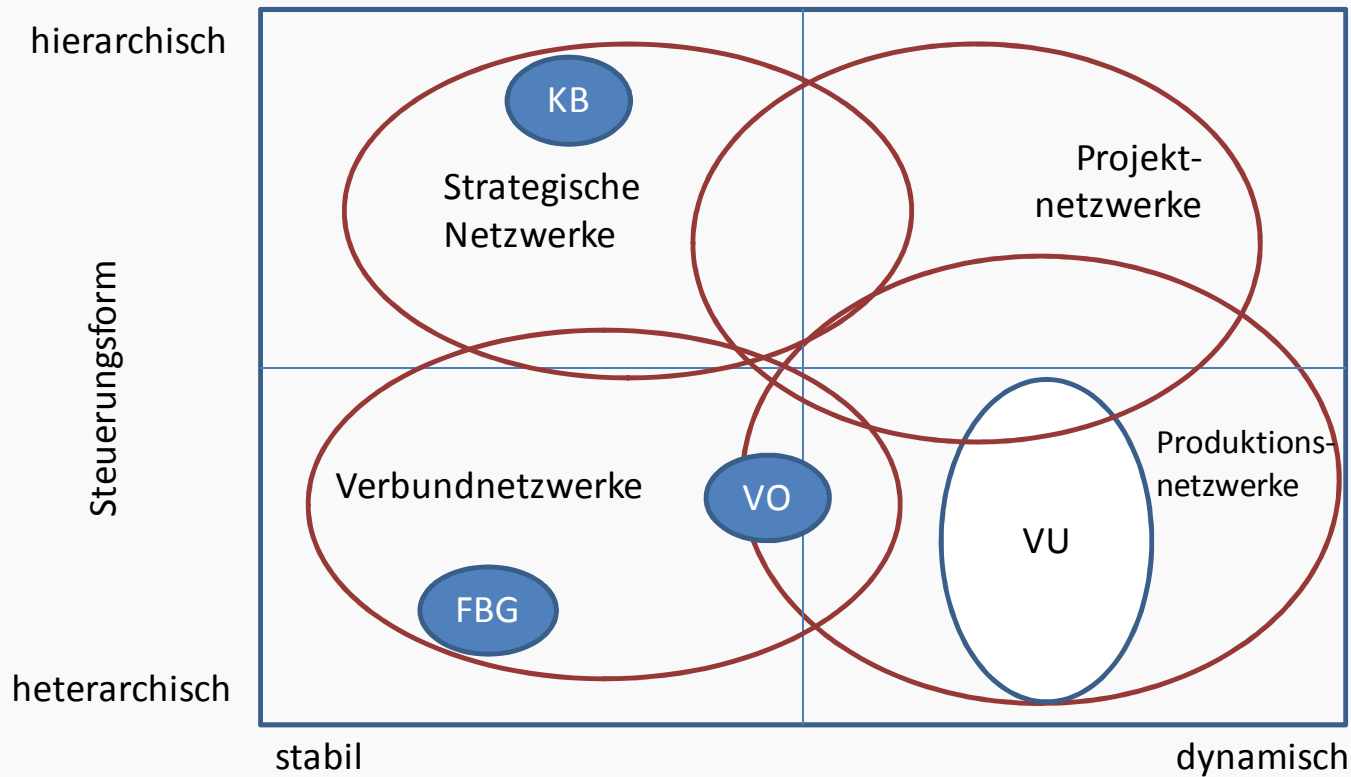 hierarchisch
KB
Projekt-
netzwerke
Strategische
Netzwerke
Steuerungsform
Produktions-
netzwerke
Verbundnetzwerke
VO
VU
FBG
heterarchisch
stabil
dynamisch